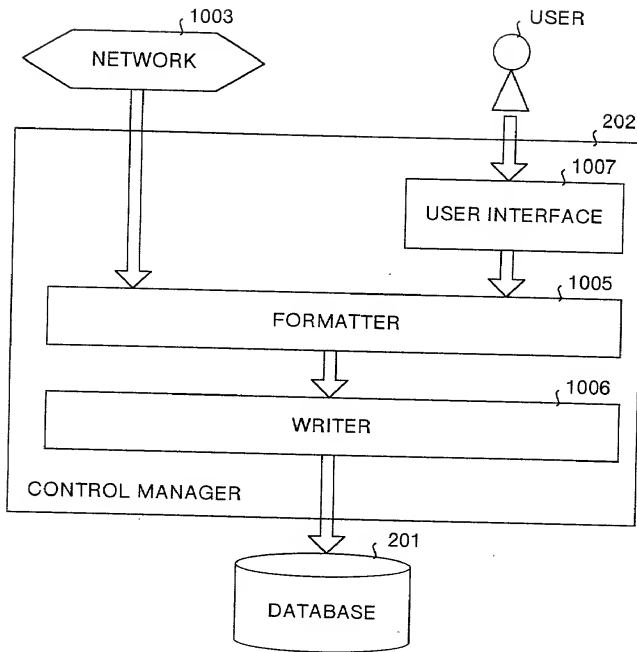 1003
USER
NETWORK
202
1007
USER INTERFACE
1005
FORMATTER
1006
WRITER
CONTROL MANAGER
201
DATABASE